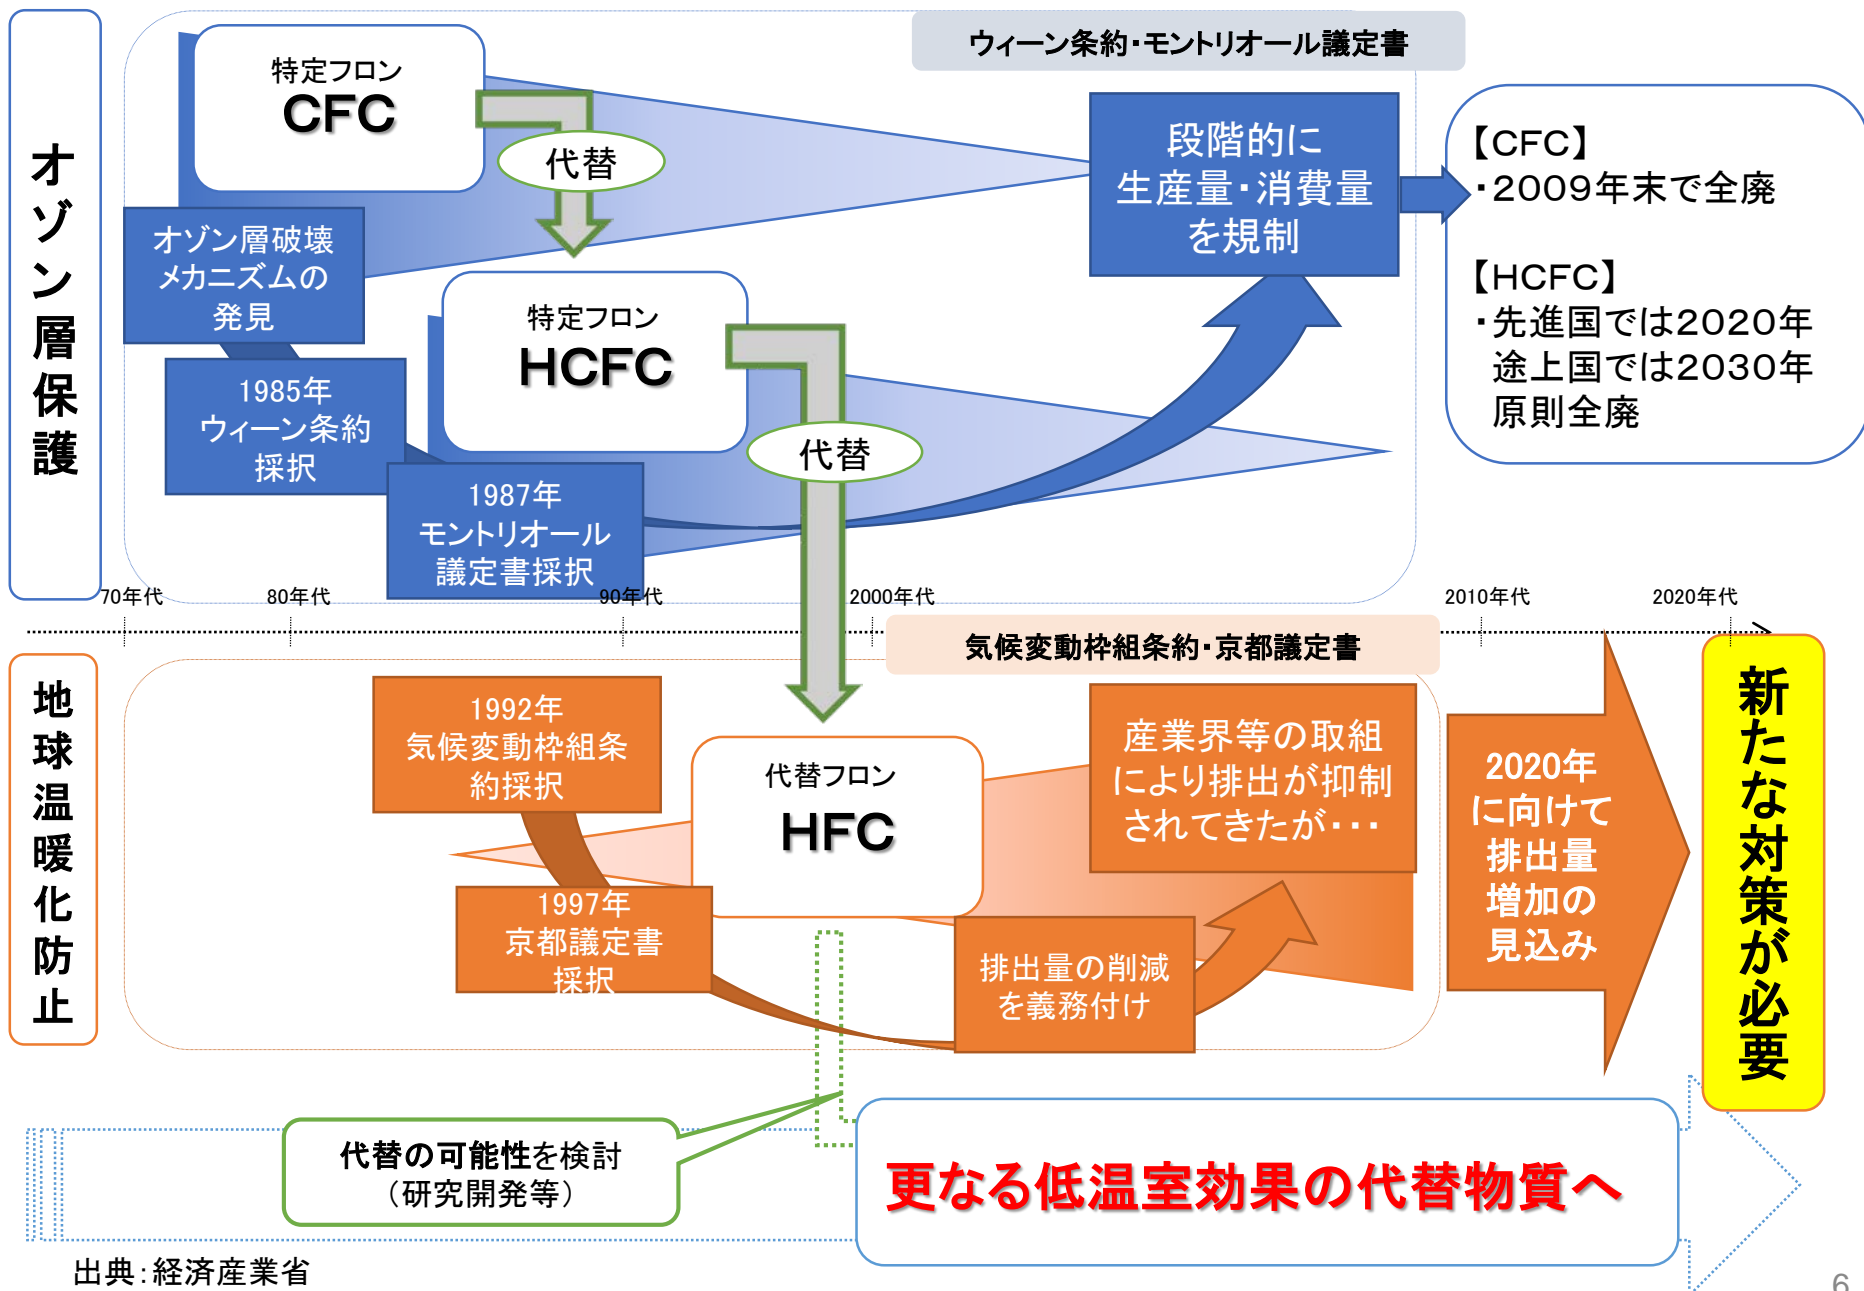 オゾン層保護
ウィーン条約・モントリオール議定書
特定フロン
CFC
代替
段階的に
生産量・消費量
を規制
【CFC】
・2009年末で全廃
【HCFC】
・先進国では2020年
途上国では2030年
原則全廃
オゾン層破壊
メカニズムの
発見
特定フロン
HCFC
代替
1985年
ウィーン条約
採択
1987年
モントリオール
議定書採択
70年代
80年代
90年代
2000年代
2010年代
2020年代
地球温暖化防止
気候変動枠組条約・京都議定書
1992年
気候変動枠組条
約採択
代替フロン
HFC
1997年
京都議定書
採択
産業界等の取組
により排出が抑制
されてきたが・・・
排出量の削減
を義務付け
2020年
に向けて
排出量
増加の
見込み
新たな対策が必要
代替の可能性を検討
（研究開発等）
更なる低温室効果の代替物質へ
出典：経済産業省
6